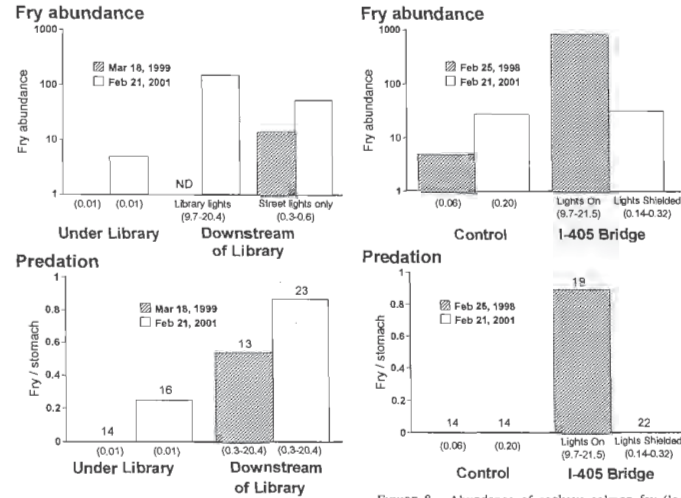 Fry abundance
1000
100
10
1
Fry abundance
Mar 18, 1999
Feb 21, 2001
ND
(0.01) (0.01) Library lights Street lights only
(9.7-20.4) (0.3-0.6)
Under Library Downstream
of Library
Fry abundance
1000
100
10
1
Fry abundance
Feb 25, 1998
Feb 21, 2001
(0.06) (0.20) Lights On Lights Shielded
(9.7-21.5) (0.14-0.32)
Control I-405 Bridge
Predation
1
0.8
0.6
0.4
0.2
0
Fry / stomach
Mar 18, 1999
Feb 21, 2001
14 16 13 23
(0.01) (0.01) (0.3-20.4) (0.3-20.4)
Under Library Downstream
of Library
Predation
1
0.8
0.6
0.4
0.2
0
Fry / stomach
Feb 25, 1998
Feb 21, 2001
14 14 19 22
(0.06) (0.20) Lights On Lights Shielded
(9.7-21.5) (0.14-0.32)
Control I-405 Bridge